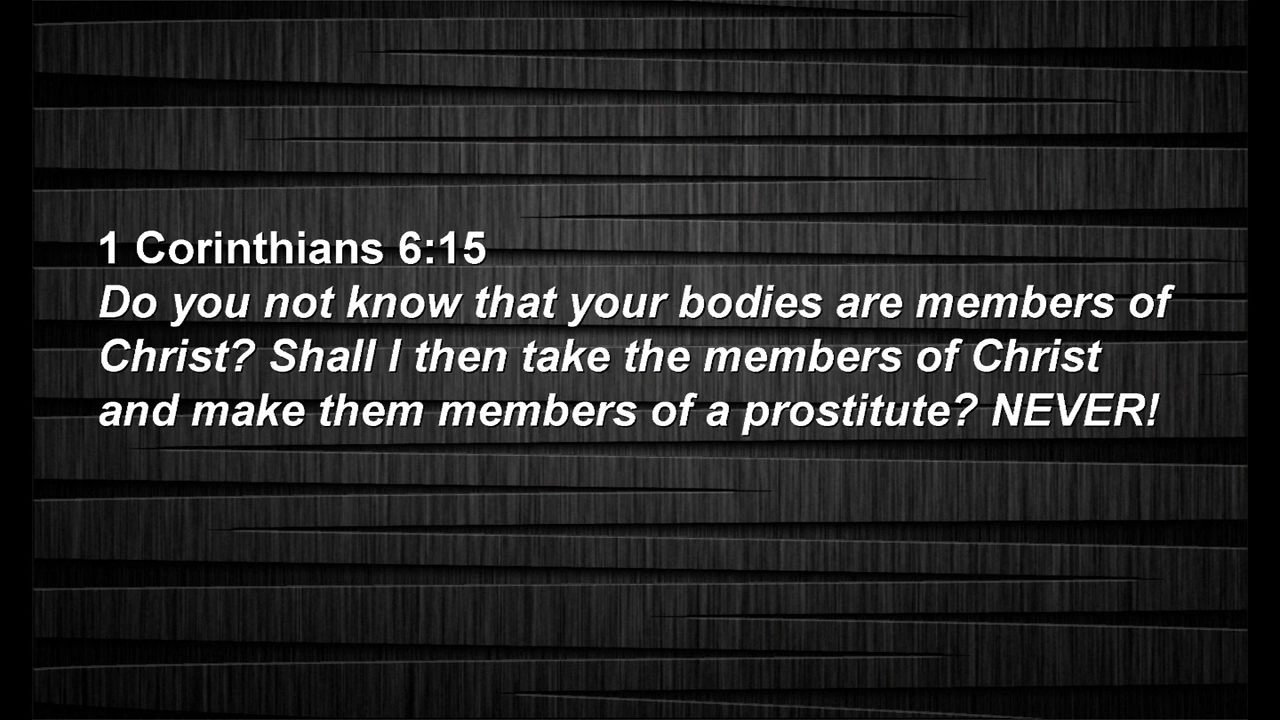 1 Corinthians 6:15
Do you not know that your bodies are members of
Christ? Shall I then take the members of Christ
and make them members of a prostitute? NEVER!